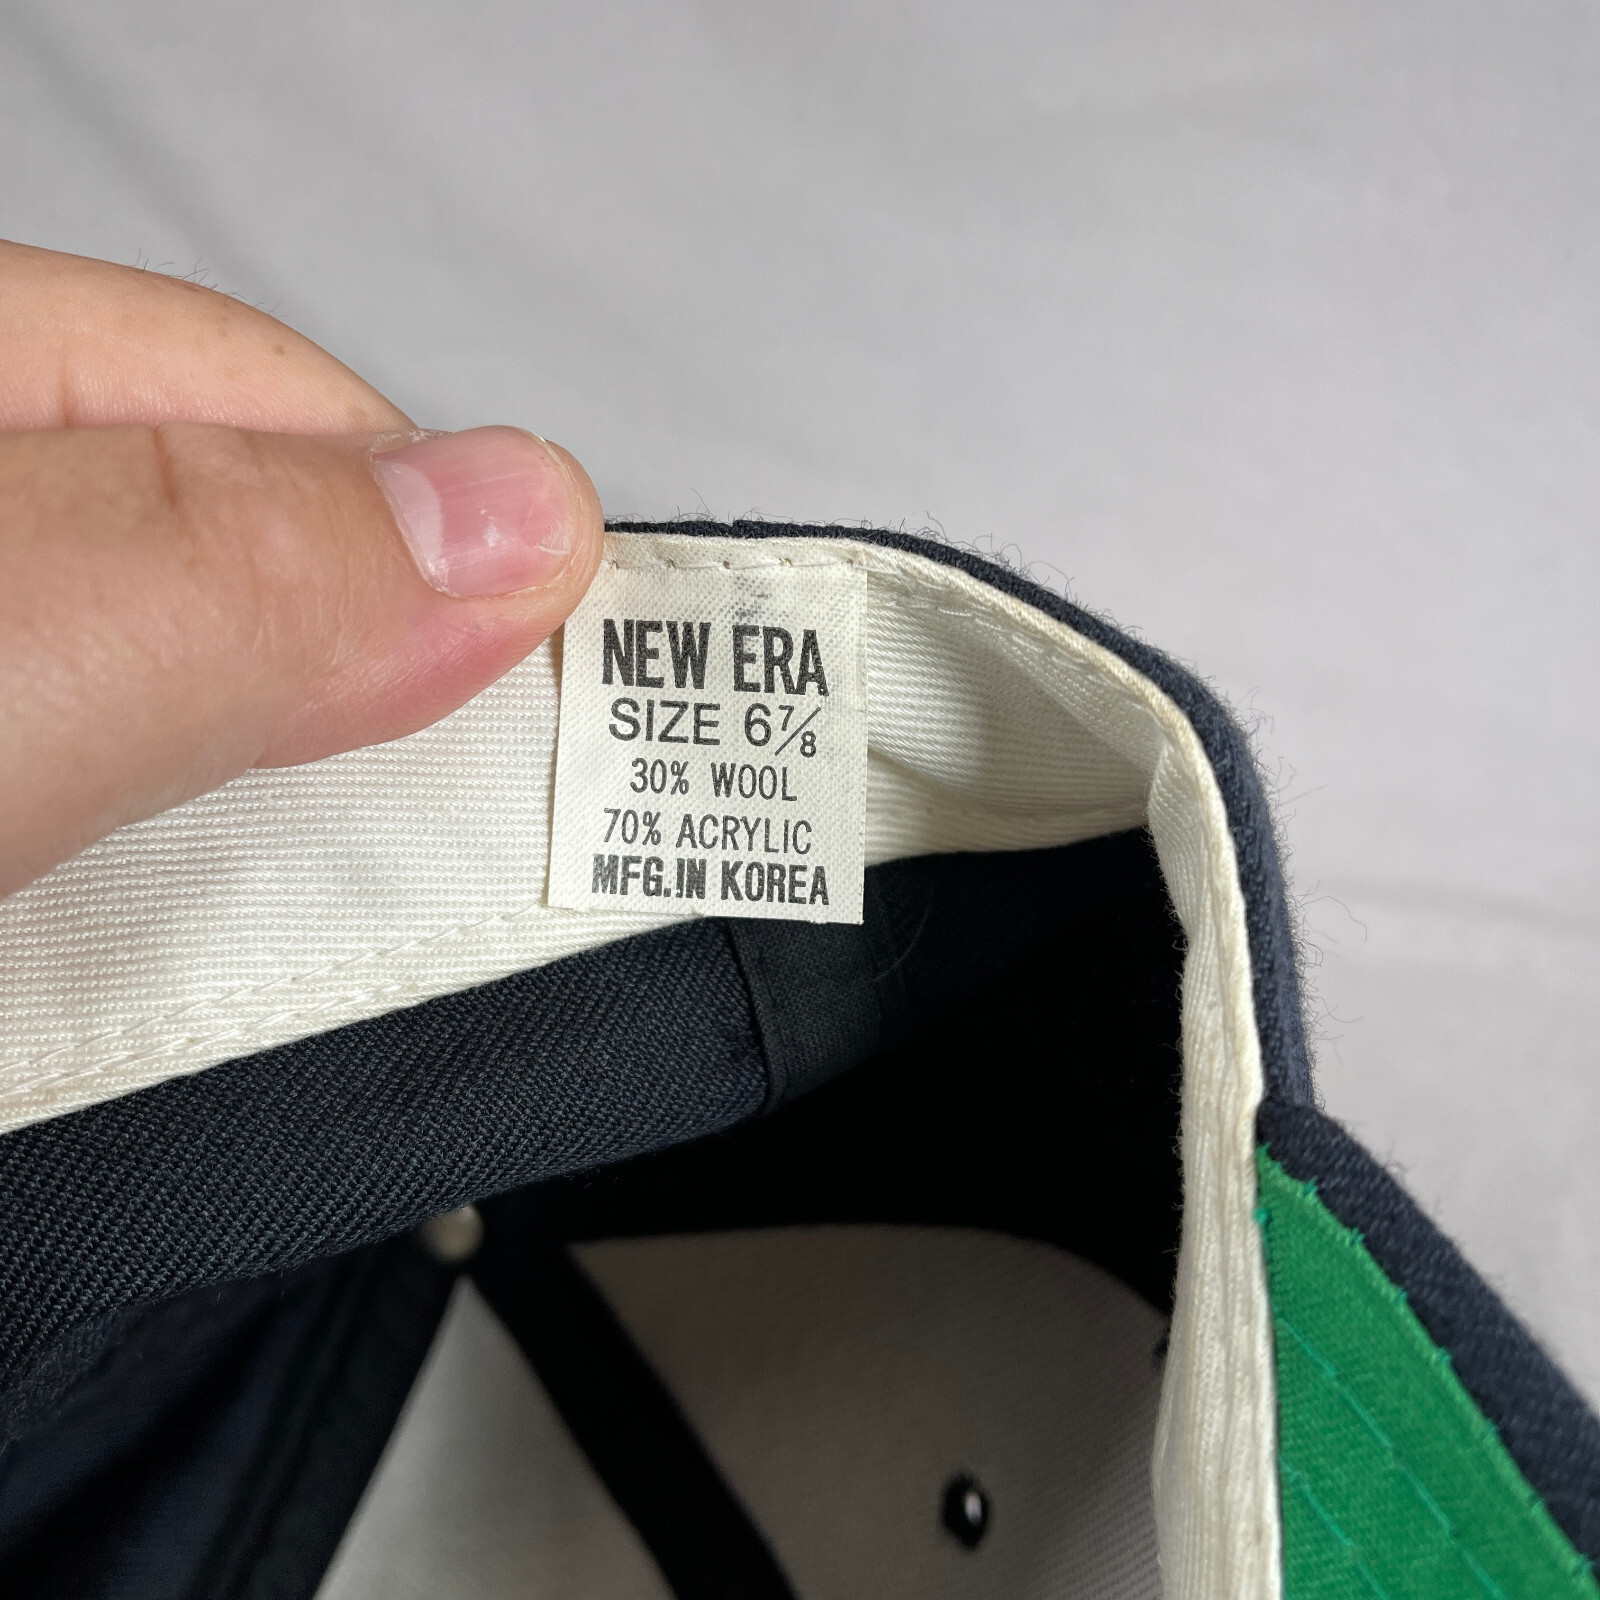 NEW ERA
SIZE 6⅞
30% WOOL
70% ACRYLIC
MFG.IN KOREA